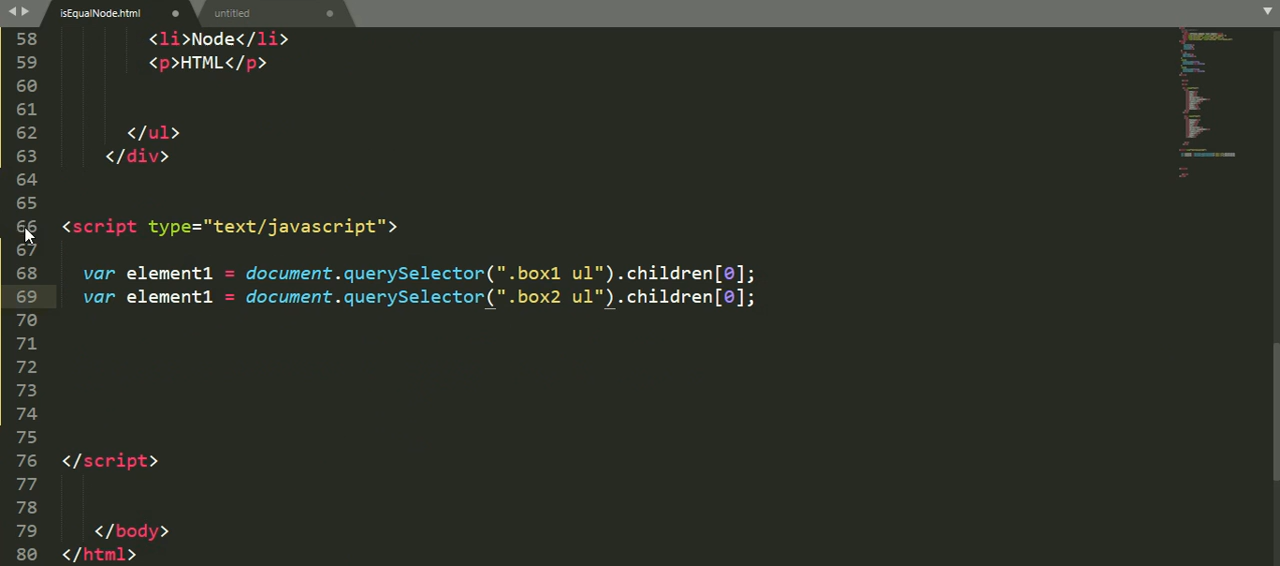 isEqualNode.html
untitled
58 <li>Node</li>
59 <p>HTML</p>
60
61
62 </ul>
63 </div>
64
65
66 <script type="text/javascript">
67
68 var element1 = document.querySelector(".box1 ul").children[0];
69 var element1 = document.querySelector(".box2 ul").children[0];
70
71
72
73
74
75
76 </script>
77
78
79 </body>
80 </html>